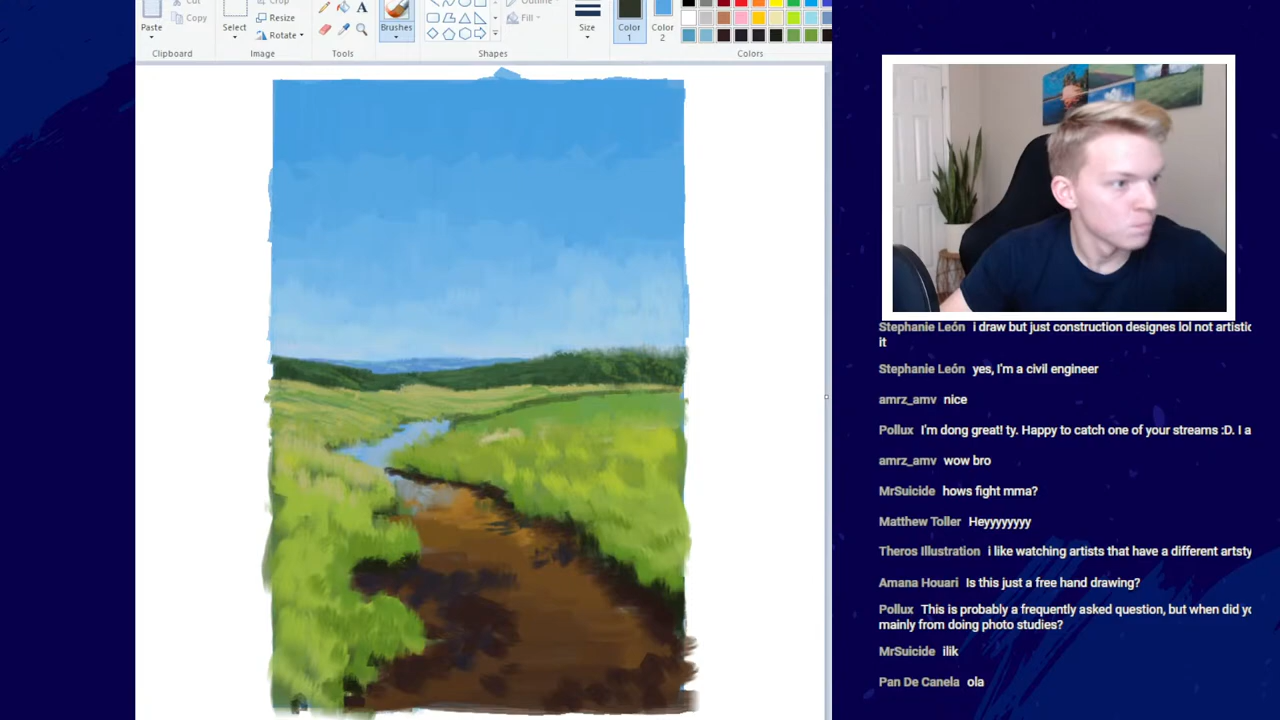 Cut
Crop
Outline
Paste
Copy
Select
Resize
Brushes
Fill
Size
Color
Color
Rotate
1
2
Clipboard
Image
Tools
Shapes
Colors
Stephanie León i draw but just construction designes lol not artistic
it
Stephanie León yes, I'm a civil engineer
amrz_amv nice
Pollux I'm dong great! ty. Happy to catch one of your streams :D. I a
amrz_amv wow bro
MrSuicide hows fight mma?
Matthew Toller Heyyyyyyy
Theros Illustration i like watching artists that have a different artsty
Amana Houari Is this just a free hand drawing?
Pollux This is probably a frequently asked question, but when did yo
mainly from doing photo studies?
MrSuicide ilik
Pan De Canela ola